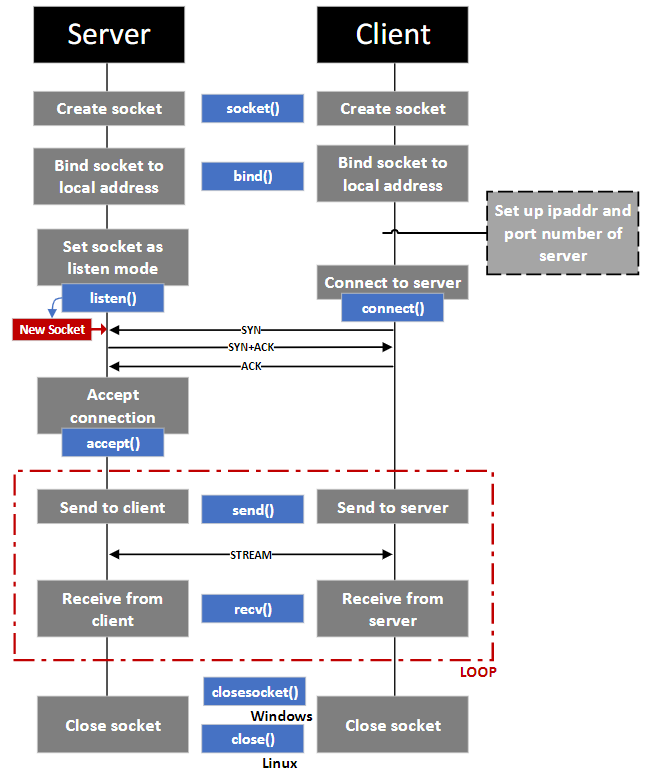 Server
Client
Create socket
socket()
Create socket
Bind socket to
local address
bind()
Bind socket to
local address
Set up ipaddr and
port number of
server
Set socket as
listen mode
listen()
Connect to server
connect()
New Socket
SYN
SYN+ACK
ACK
Accept
connection
accept()
Send to client
send()
Send to server
STREAM
Receive from
client
recv()
Receive from
server
LOOP
closesocket()
Windows
Close socket
close()
Close socket
Linux